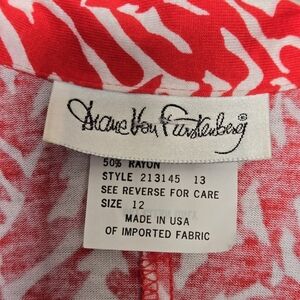 Diane Von Furstenberg®
50% RAYON
STYLE 213145 13
SEE REVERSE FOR CARE
SIZE 12
MADE IN USA
OF IMPORTED FABRIC